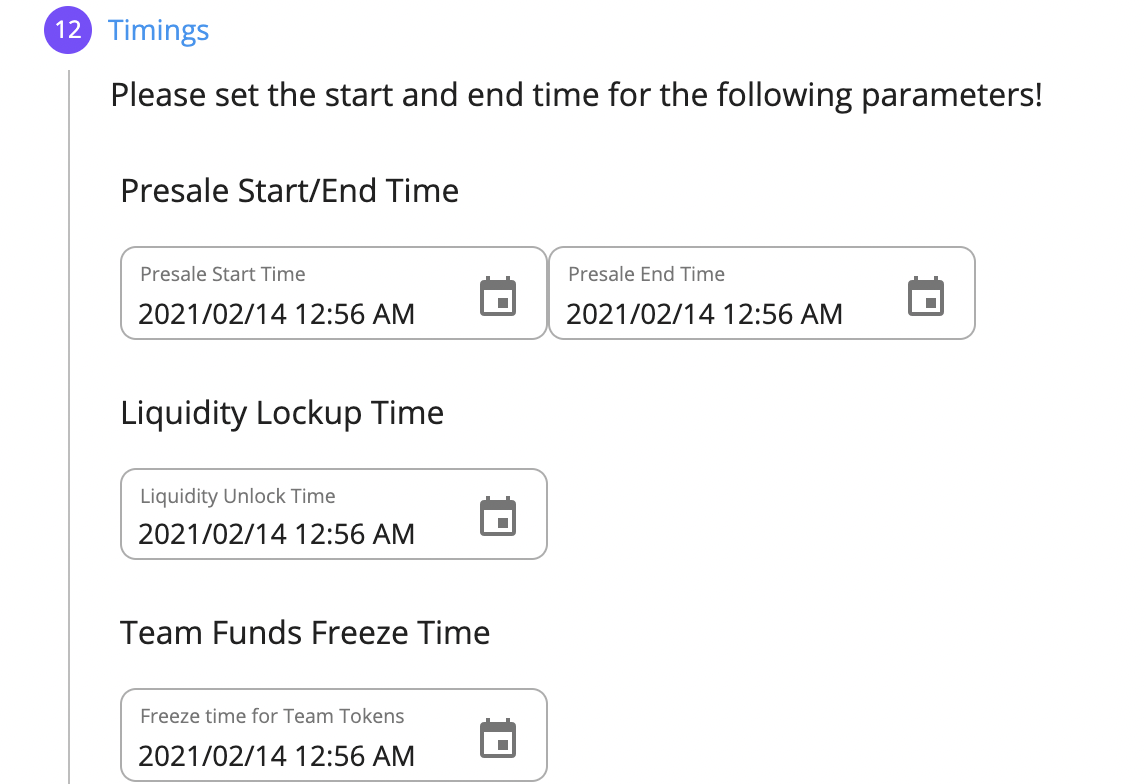 12 Timings
Please set the start and end time for the following parameters!
Presale Start/End Time
Presale Start Time Presale End Time
2021/02/14 12:56 AM 2021/02/14 12:56 AM
Liquidity Lockup Time
Liquidity Unlock Time
2021/02/14 12:56 AM
Team Funds Freeze Time
Freeze time for Team Tokens
2021/02/14 12:56 AM